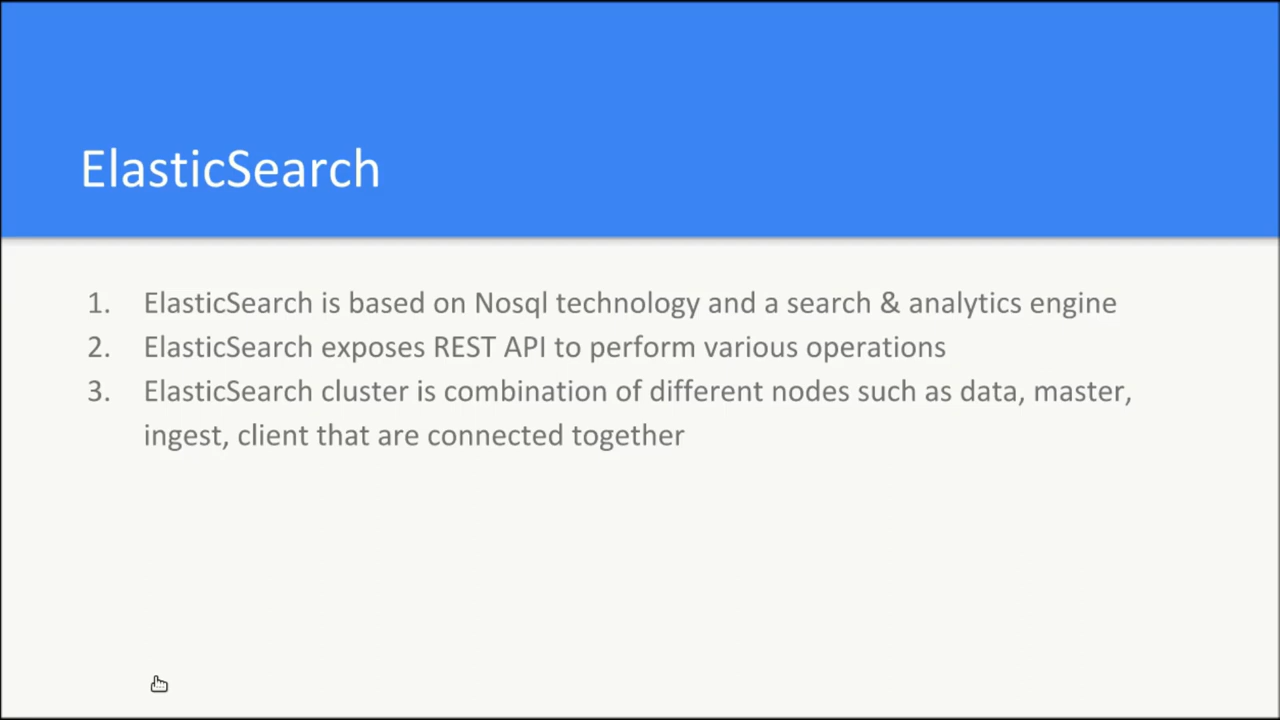 ElasticSearch
1. ElasticSearch is based on Nosql technology and a search & analytics engine
2. ElasticSearch exposes REST API to perform various operations
3. ElasticSearch cluster is combination of different nodes such as data, master,
ingest, client that are connected together